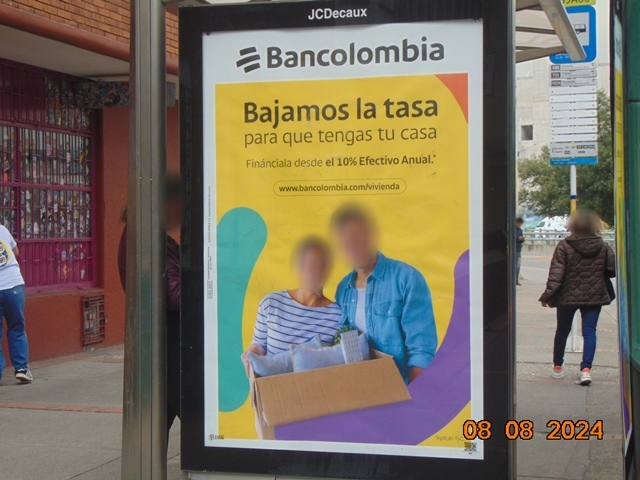 JCDecaux
Bancolombia
Bajamos la tasa
para que tengas tu casa
Finánciala desde el 10% Efectivo Anual.*
www.bancolombia.com/vivienda
08 08 2024